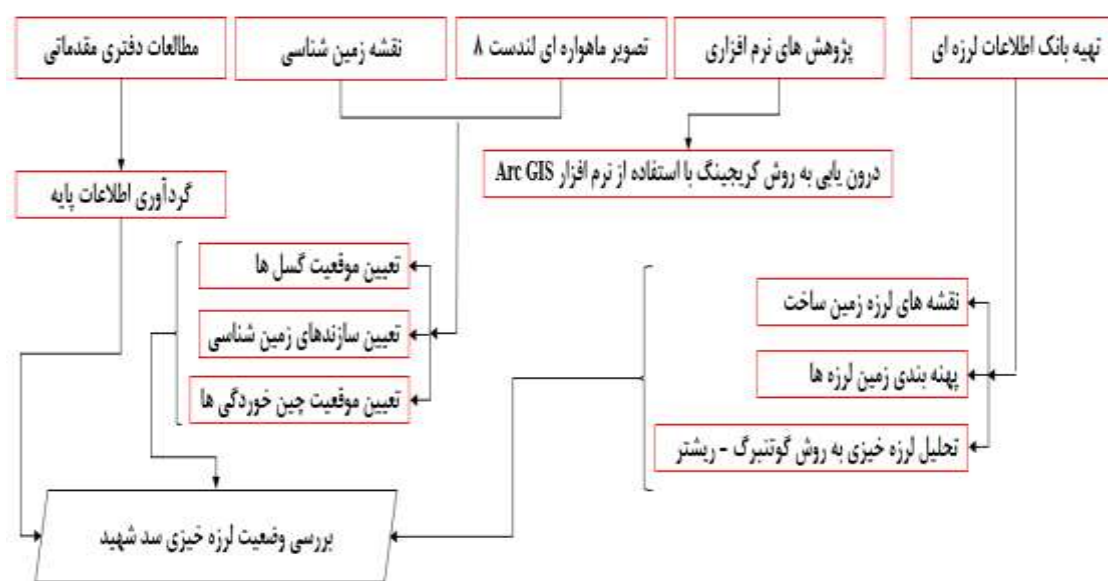 تهیه بانک اطلاعات لرزه ای
پژوهش های نرم افزاری
تصویر ماهواره ای لندست ۸
نقشه زمین شناسی
مطالعات دفتری مقدماتی
درون یابی به روش کریجینگ با استفاده از نرم افزار Arc GIS
گردآوری اطلاعات پایه
تعیین موقعیت گسل ها
تعیین سازندهای زمین شناسی
تعیین موقعیت چین خوردگی ها
نقشه های لرزه زمین ساخت
پهنه بندی زمین لرزه ها
تحلیل لرزه خیزی به روش گوتنبرگ - ریشتر
بررسی وضعیت لرزه خیزی سد شهید